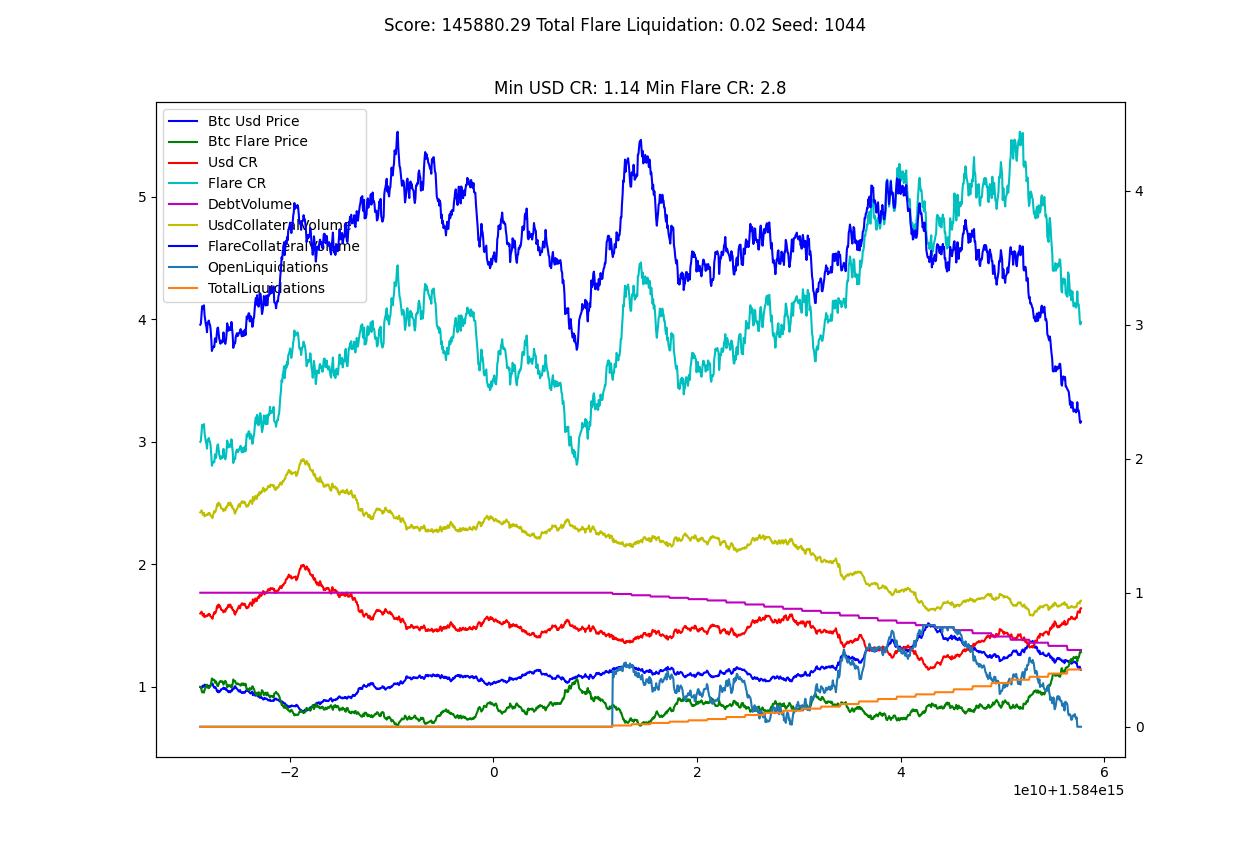 Score: 145880.29 Total Flare Liquidation: 0.02 Seed: 1044
Min USD CR: 1.14 Min Flare CR: 2.8
Btc Usd Price
Btc Flare Price
Usd CR
Flare CR
DebtVolume
UsdCollateralVolume
FlareCollateralVolume
OpenLiquidations
TotalLiquidations
5
4
3
2
1
4
3
2
1
0
−2
0
2
4
6
1e10+1.584e15